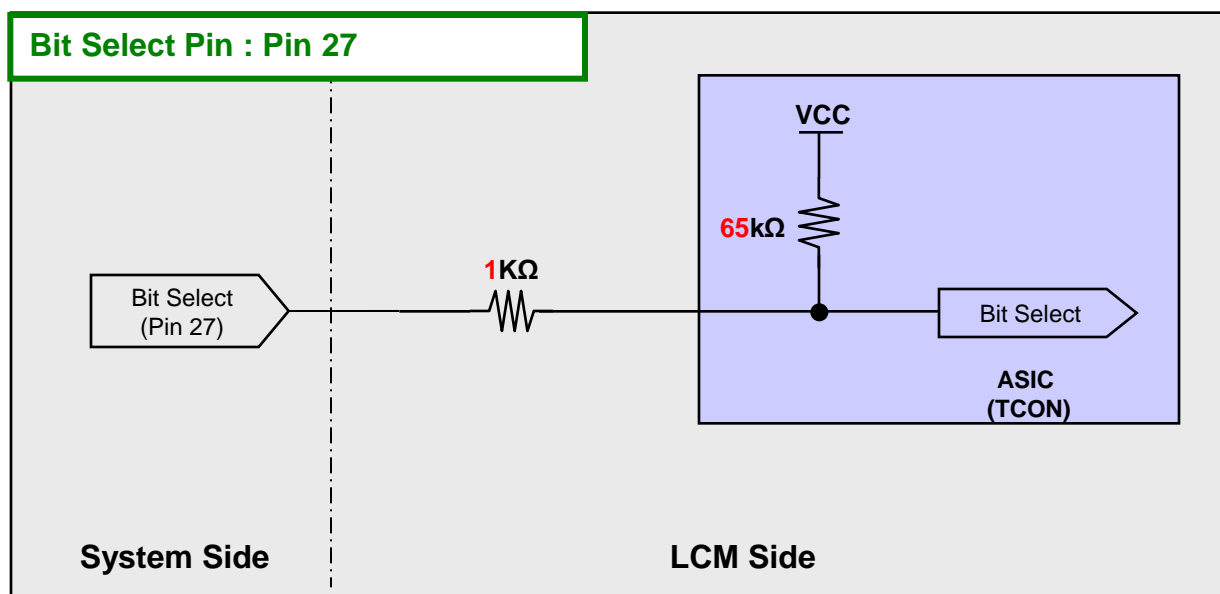 Bit Select Pin : Pin 27
VCC
65kΩ
1KΩ
Bit Select
(Pin 27)
Bit Select
ASIC
(TCON)
System Side
LCM Side